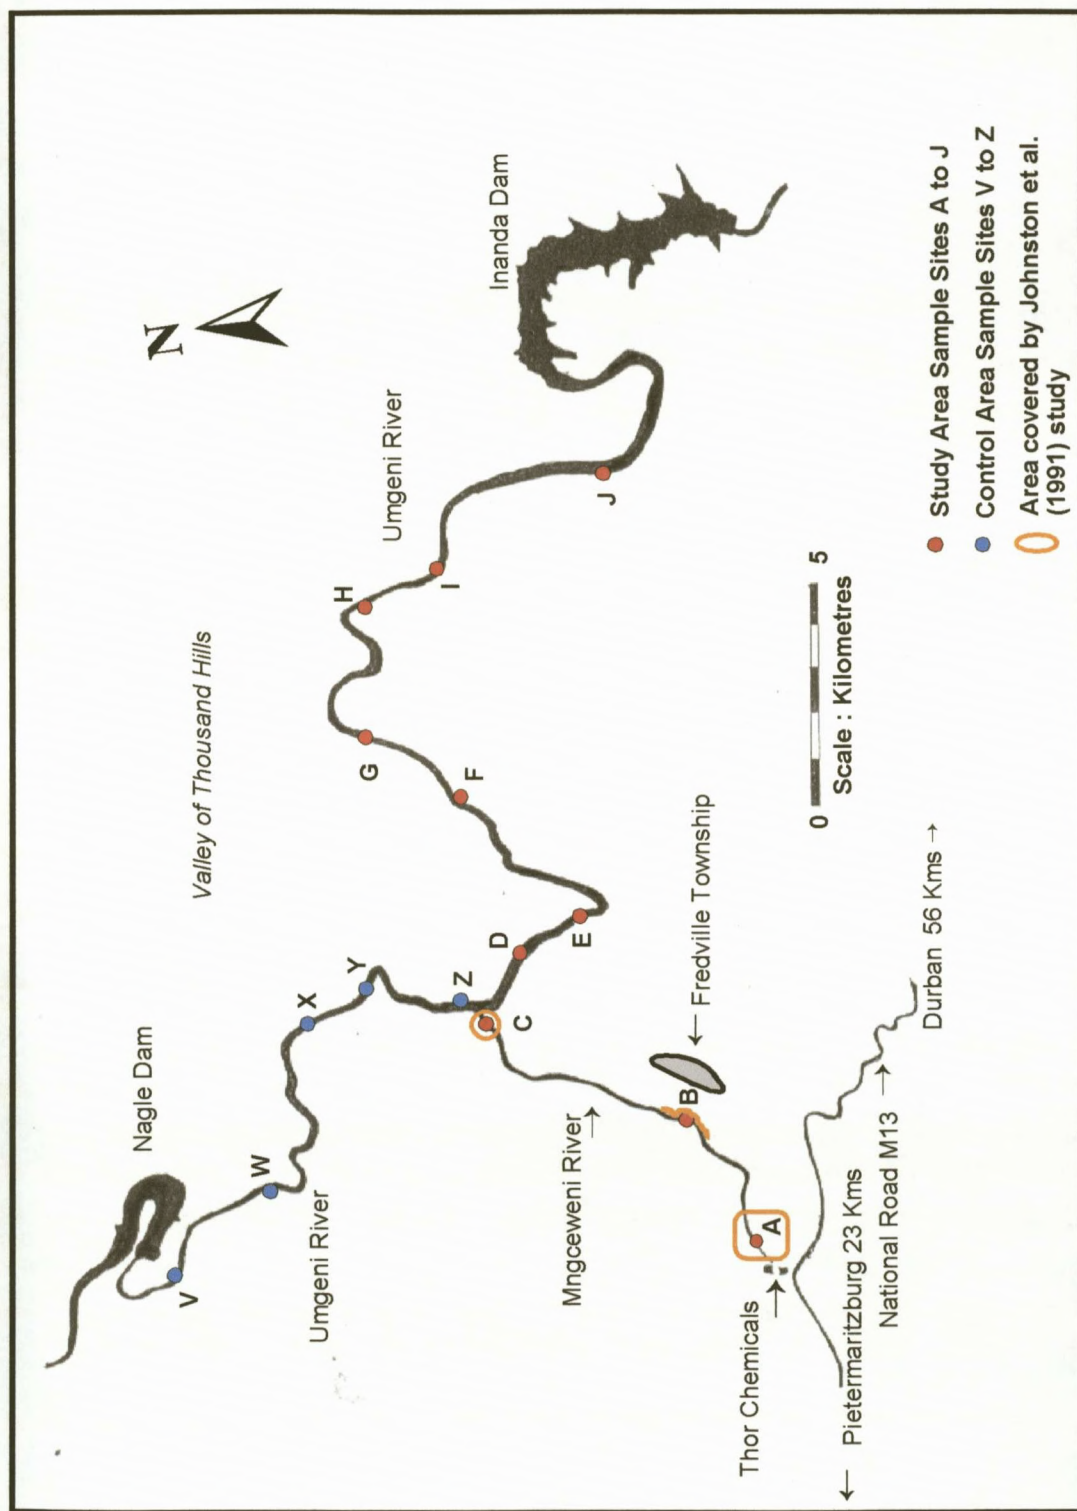 N
Nagle Dam
Valley of Thousand Hills
Umgeni River
Inanda Dam
V
W
X
Y
H
Umgeni River
G
I
Z
F
D
C
E
J
Mngceweni River
→
B
← Fredville Township
A
Thor Chemicals
→
0 5
Scale : Kilometres
← Pietermaritzburg 23 Kms
National Road M13 →
Durban 56 Kms →
Study Area Sample Sites A to J
Control Area Sample Sites V to Z
Area covered by Johnston et al.
(1991) study